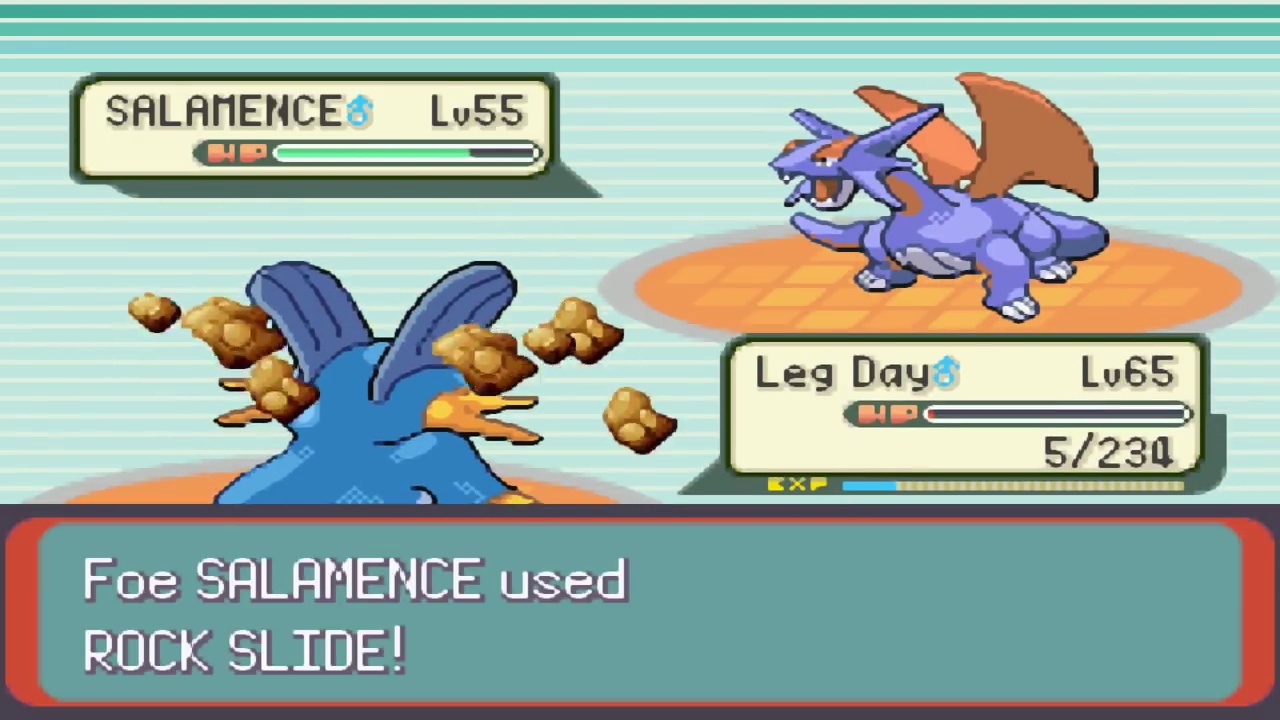 SALAMENCE♂ Lv55
HP
Leg Day♂ Lv65
HP
5/234
EXP
Foe SALAMENCE used
ROCK SLIDE!